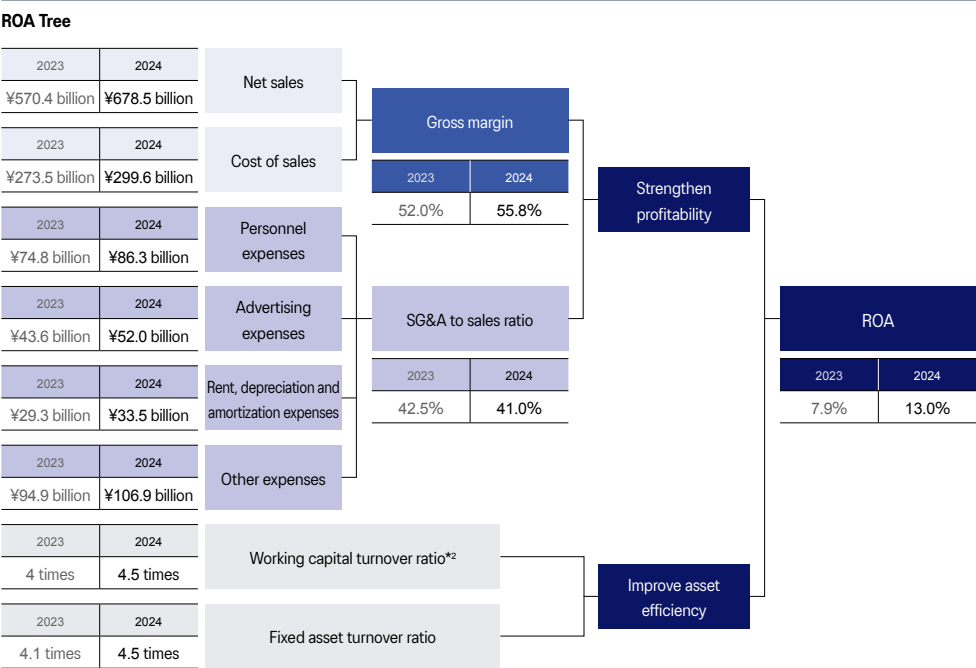 ROA Tree
2023 2024
¥570.4 billion ¥678.5 billion
Net sales
2023 2024
¥273.5 billion ¥299.6 billion
Cost of sales
Gross margin
2023 2024
52.0% 55.8%
2023 2024
¥74.8 billion ¥86.3 billion
Personnel
expenses
2023 2024
¥43.6 billion ¥52.0 billion
Advertising
expenses
2023 2024
¥29.3 billion ¥33.5 billion
Rent, depreciation and
amortization expenses
2023 2024
¥94.9 billion ¥106.9 billion
Other expenses
SG&A to sales ratio
2023 2024
42.5% 41.0%
Strengthen
profitability
2023 2024
4 times 4.5 times
Working capital turnover ratio*2
2023 2024
4.1 times 4.5 times
Fixed asset turnover ratio
Improve asset
efficiency
ROA
2023 2024
7.9% 13.0%